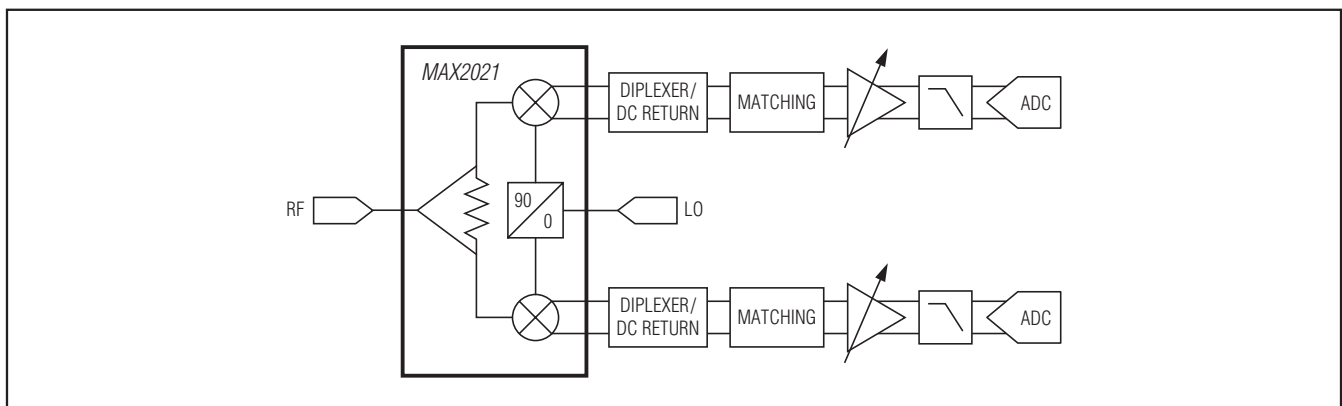 MAX2021
DIPLEXER/
DC RETURN
MATCHING
ADC
RF
90
0
LO
DIPLEXER/
DC RETURN
MATCHING
ADC